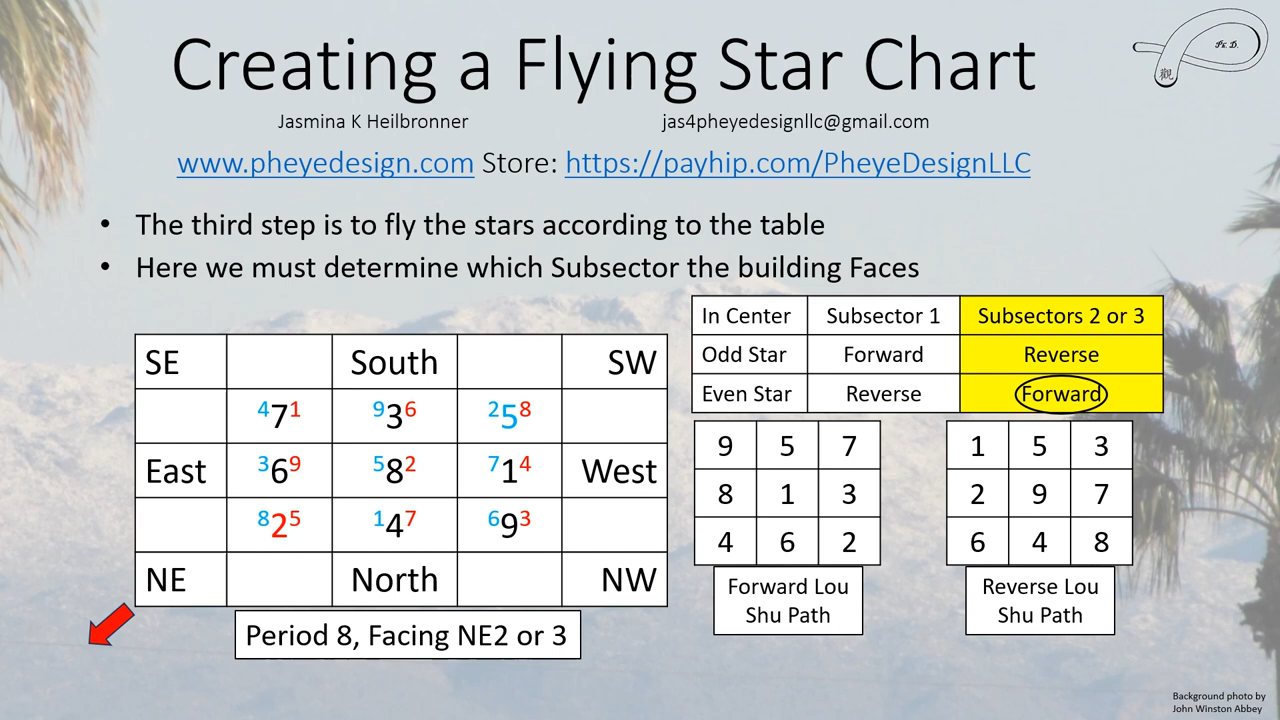 Creating a Flying Star Chart
Ph. D.
觀
Jasmina K Heilbronner jas4pheyedesignllc@gmail.com
www.pheyedesign.com Store: https://payhip.com/PheyeDesignLLC
• The third step is to fly the stars according to the table
• Here we must determine which Subsector the building Faces
In Center Subsector 1 Subsectors 2 or 3
Odd Star Forward Reverse
Even Star Reverse Forward
SE South SW
471 936 258
East 369 582 714 West
825 147 693
NE North NW
Period 8, Facing NE2 or 3
9 5 7
8 1 3
4 6 2
Forward Lou
Shu Path
1 5 3
2 9 7
6 4 8
Reverse Lou
Shu Path
Background photo by
John Winston Abbey